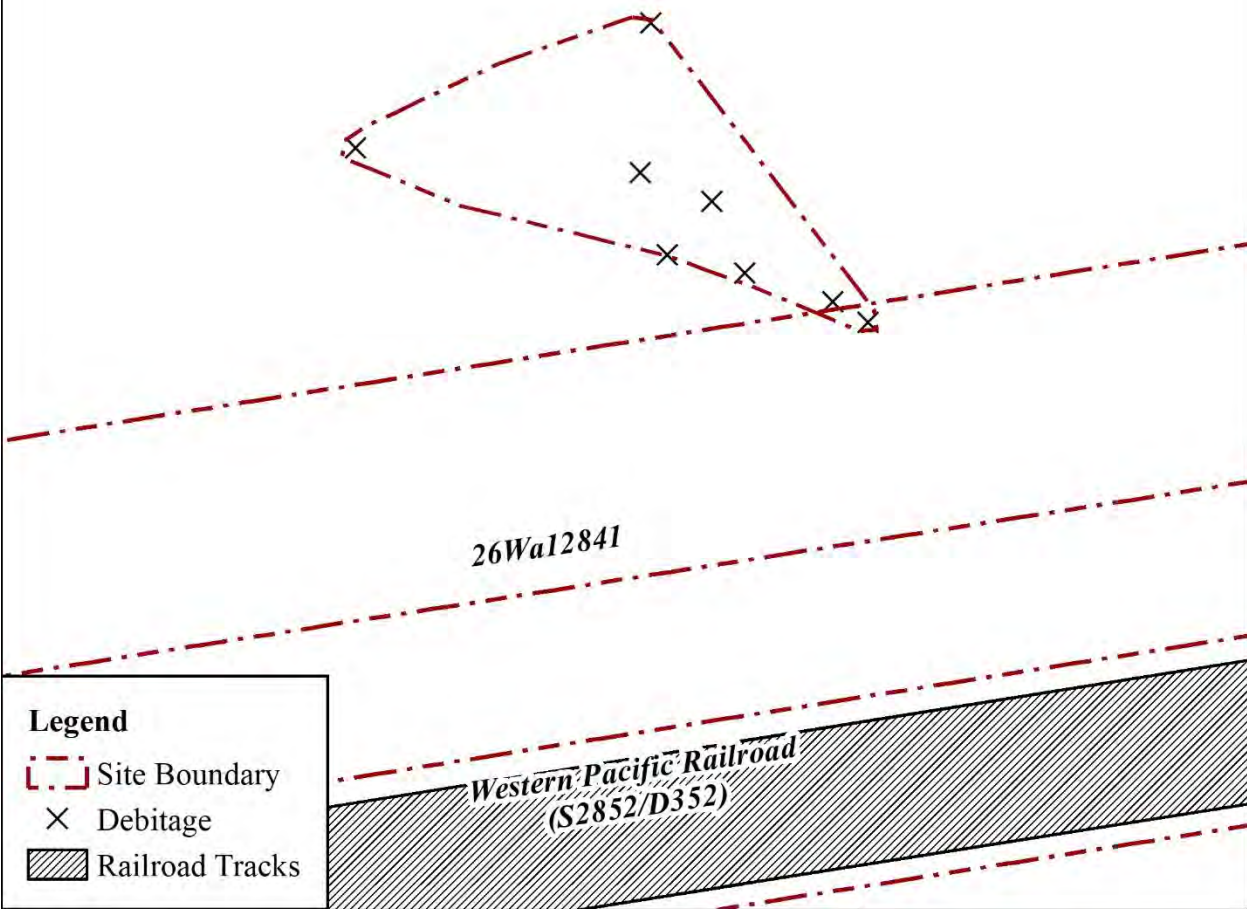 26Wa12841
Western Pacific Railroad
(S2852/D352)
Legend
Site Boundary
Debitage
Railroad Tracks